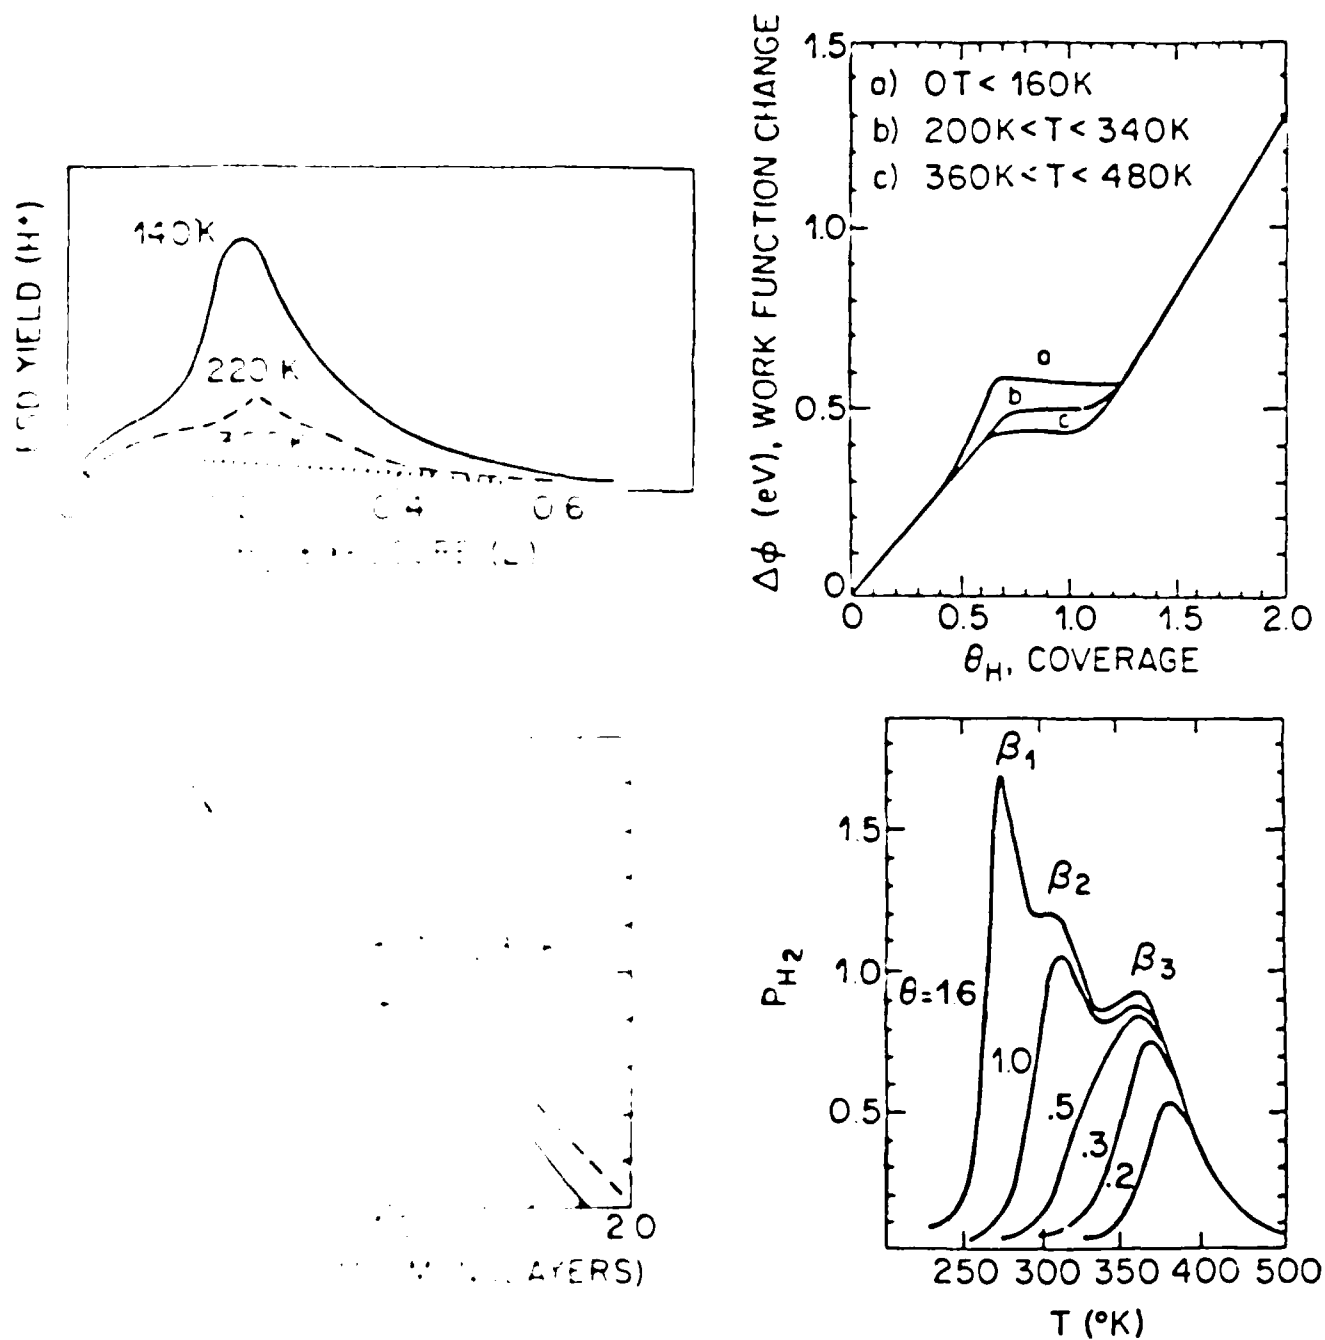 YIELD (H+)
140K
220 K
0.4
0.6
(L)
Δϕ (eV), WORK FUNCTION CHANGE
1.5
1.0
0.5
0
a) 0T< 160K
b) 200K<T<340K
c) 360K<T<480K
a
b
c
0 0.5 1.0 1.5 2.0
θH, COVERAGE
2.0
AYERS)
PH2
1.5
1.0
0.5
β1
β2
β3
θ=1.6
1.0
.5
.3
.2
250 300 350 400 500
T (°K)